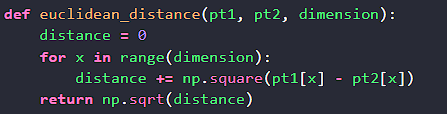 def euclidean_distance(pt1, pt2, dimension):
    distance = 0
    for x in range(dimension):
        distance += np.square(pt1[x] - pt2[x])
    return np.sqrt(distance)